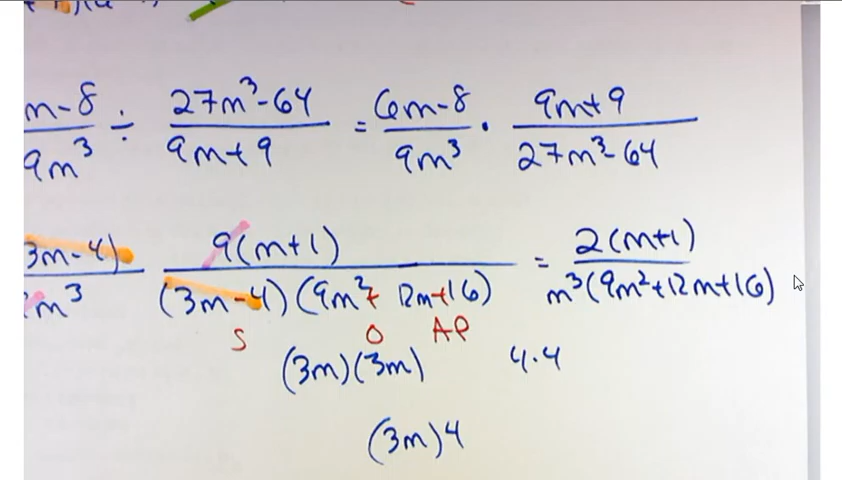 m-8/9m³ ÷ 27m³-64/9m+9 = 6m-8/9m³ · 9m+9/27m³-64
3m-4)/m³ 9(m+1)/(3m-4)(9m²+12m+16) = 2(m+1)/m³(9m²+12m+16)
S O AP
(3m)(3m) 4·4
(3m)4